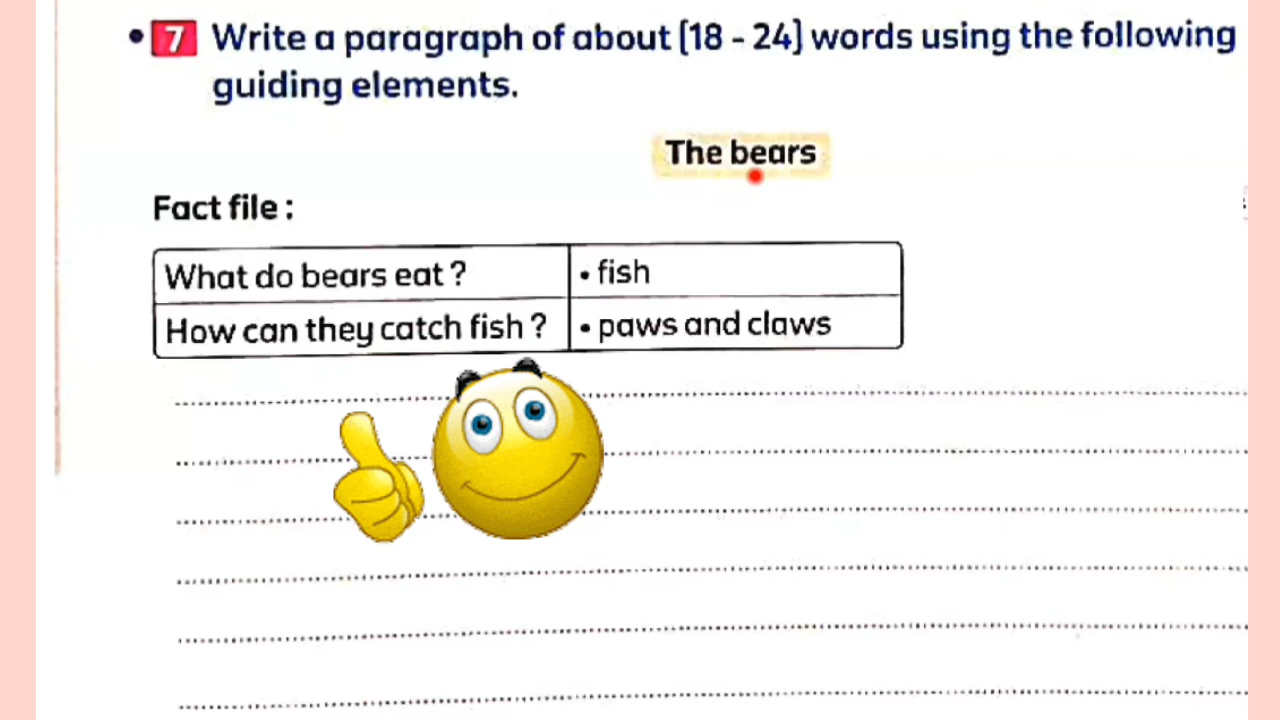 • 7 Write a paragraph of about (18 - 24) words using the following
guiding elements.
The bears
Fact file :
What do bears eat ? • fish
How can they catch fish ? • paws and claws